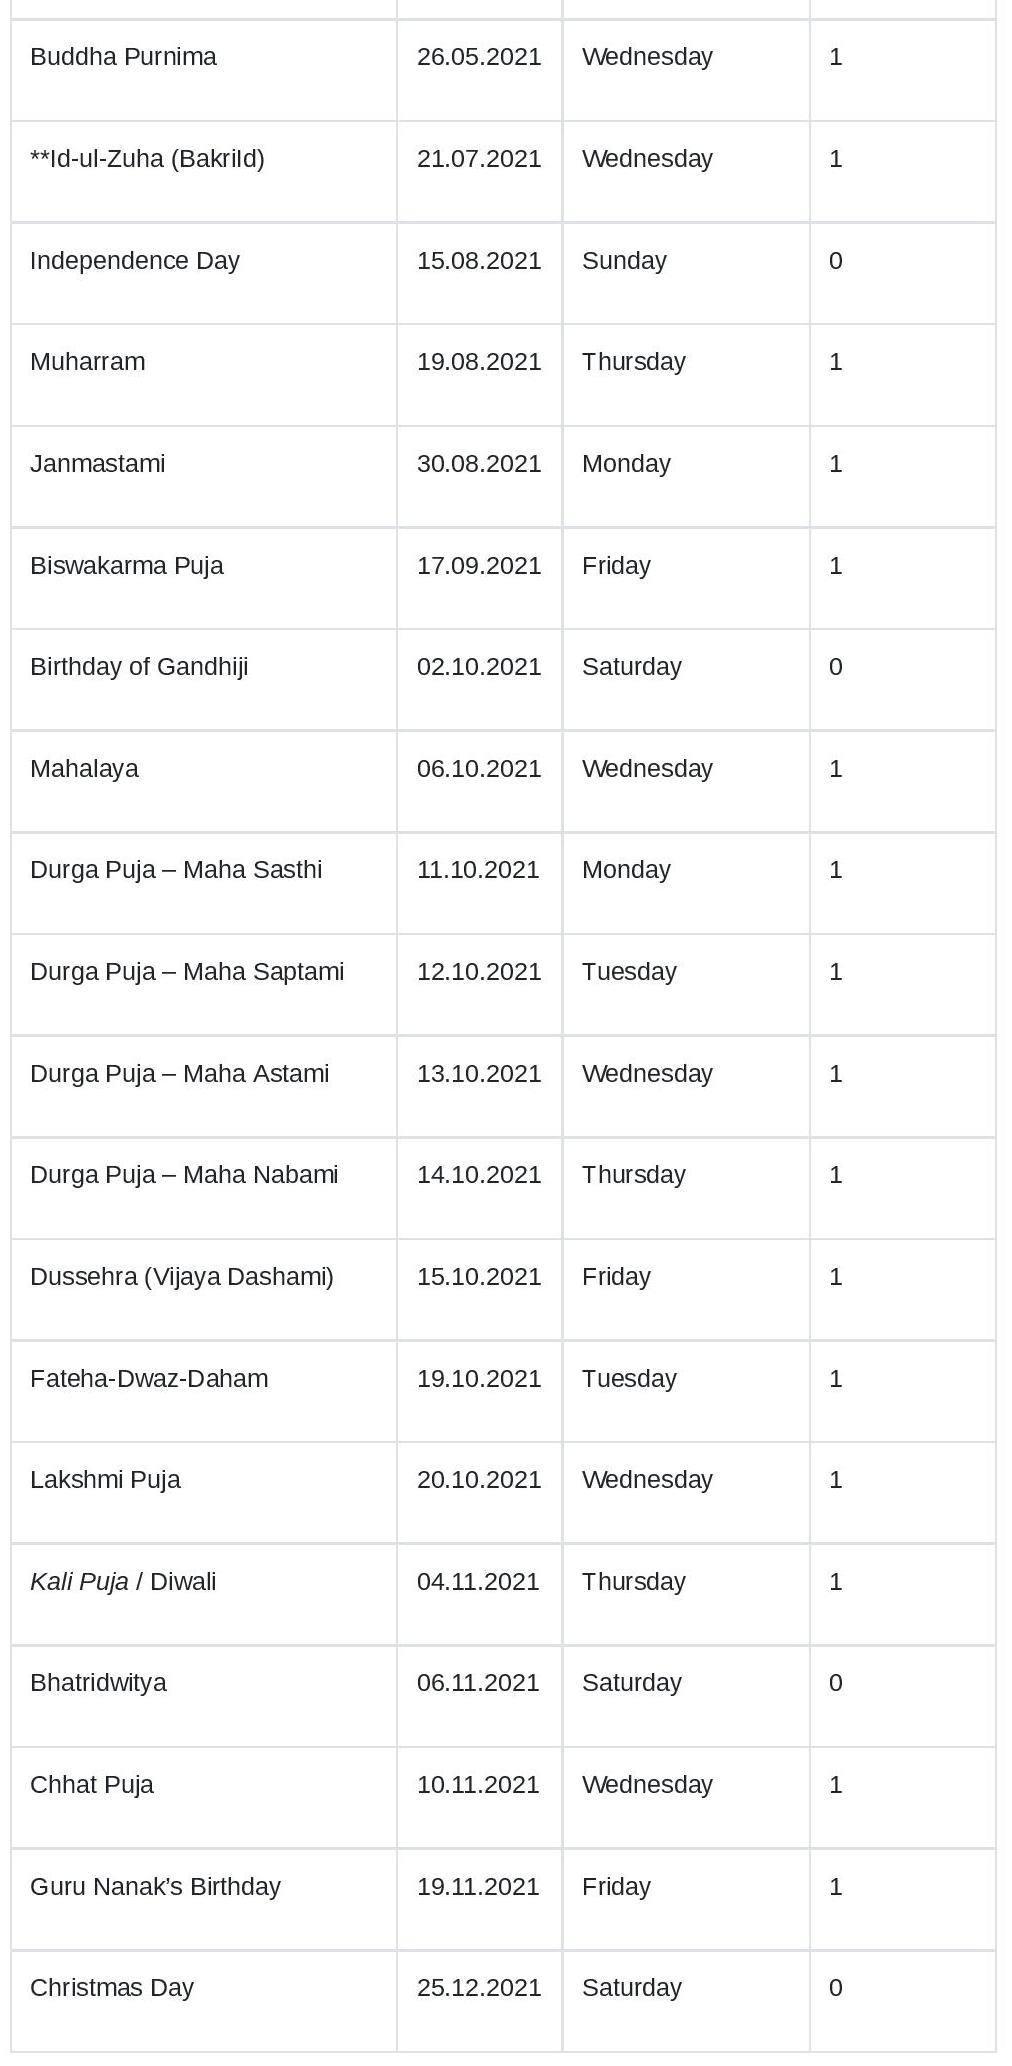 Buddha Purnima 26.05.2021 Wednesday 1
**Id-ul-Zuha (BakriId) 21.07.2021 Wednesday 1
Independence Day 15.08.2021 Sunday 0
Muharram 19.08.2021 Thursday 1
Janmastami 30.08.2021 Monday 1
Biswakarma Puja 17.09.2021 Friday 1
Birthday of Gandhiji 02.10.2021 Saturday 0
Mahalaya 06.10.2021 Wednesday 1
Durga Puja – Maha Sasthi 11.10.2021 Monday 1
Durga Puja – Maha Saptami 12.10.2021 Tuesday 1
Durga Puja – Maha Astami 13.10.2021 Wednesday 1
Durga Puja – Maha Nabami 14.10.2021 Thursday 1
Dussehra (Vijaya Dashami) 15.10.2021 Friday 1
Fateha-Dwaz-Daham 19.10.2021 Tuesday 1
Lakshmi Puja 20.10.2021 Wednesday 1
Kali Puja / Diwali 04.11.2021 Thursday 1
Bhatridwitya 06.11.2021 Saturday 0
Chhat Puja 10.11.2021 Wednesday 1
Guru Nanak’s Birthday 19.11.2021 Friday 1
Christmas Day 25.12.2021 Saturday 0